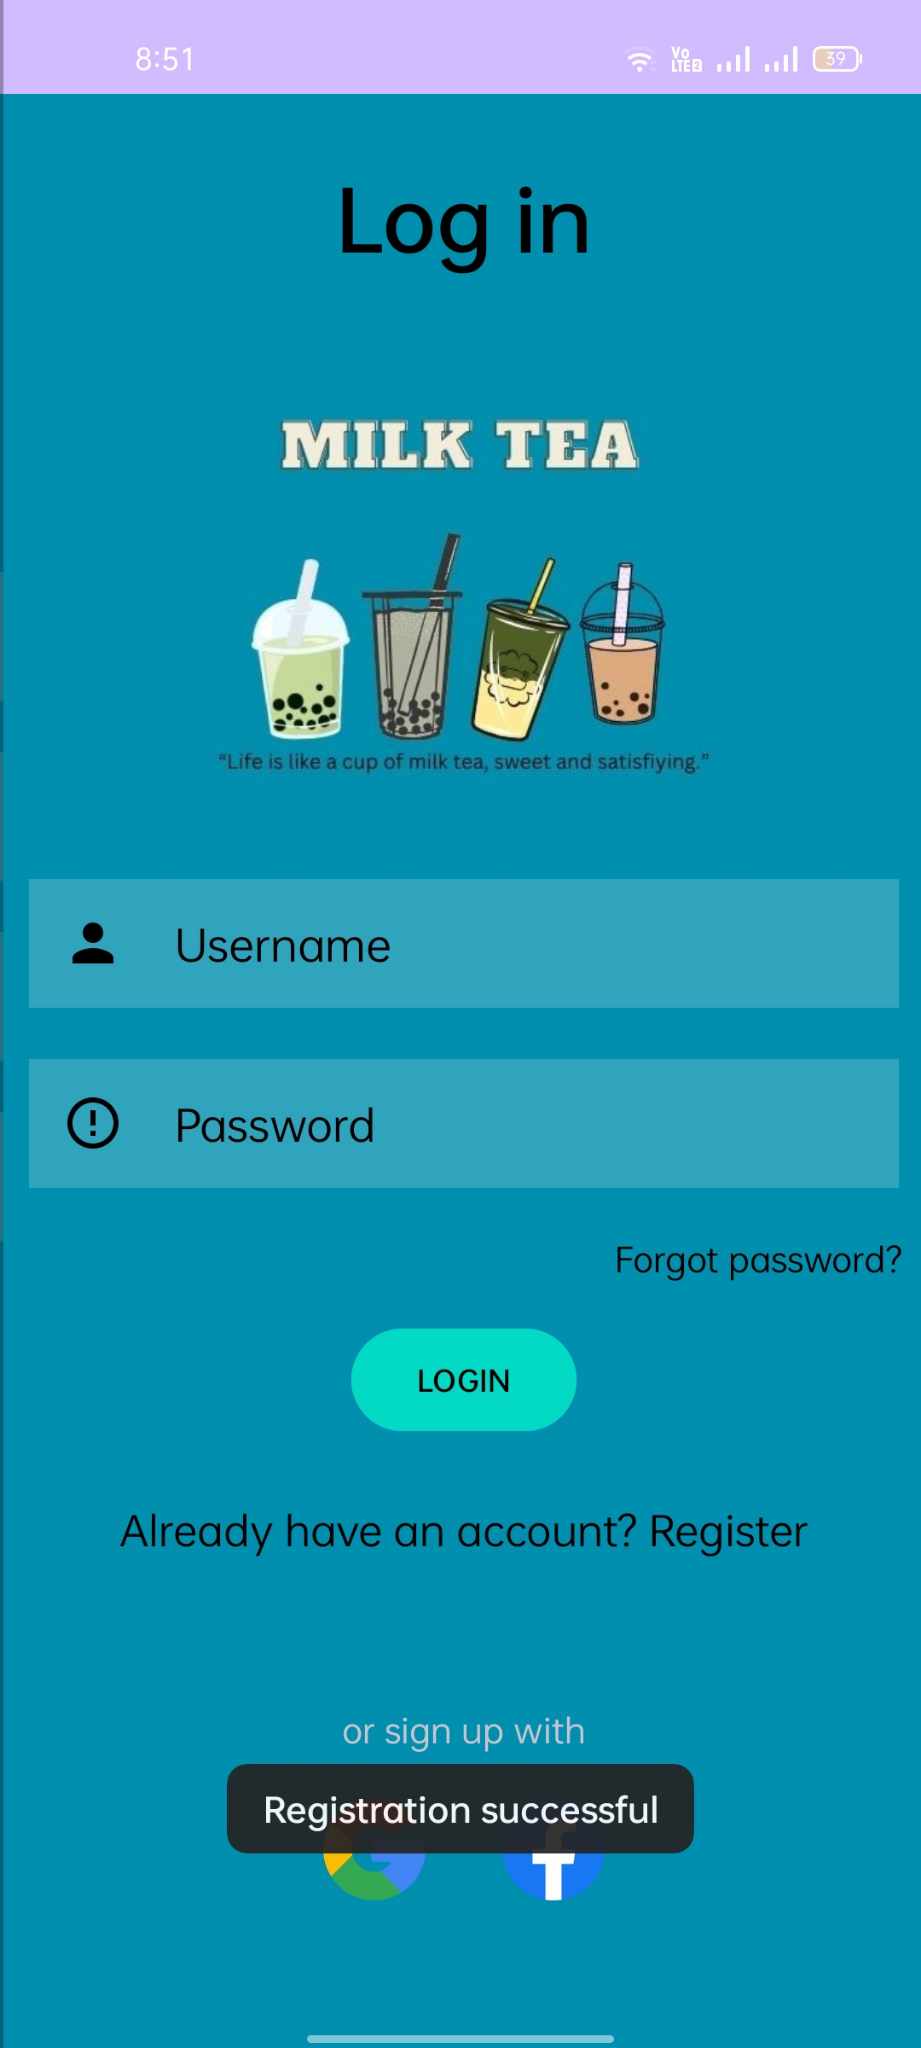 8:51
Vo
LTE2
39
Log in
MILK TEA
“Life is like a cup of milk tea, sweet and satisfiying.”
Username
Password
Forgot password?
LOGIN
Already have an account? Register
or sign up with
Registration successful